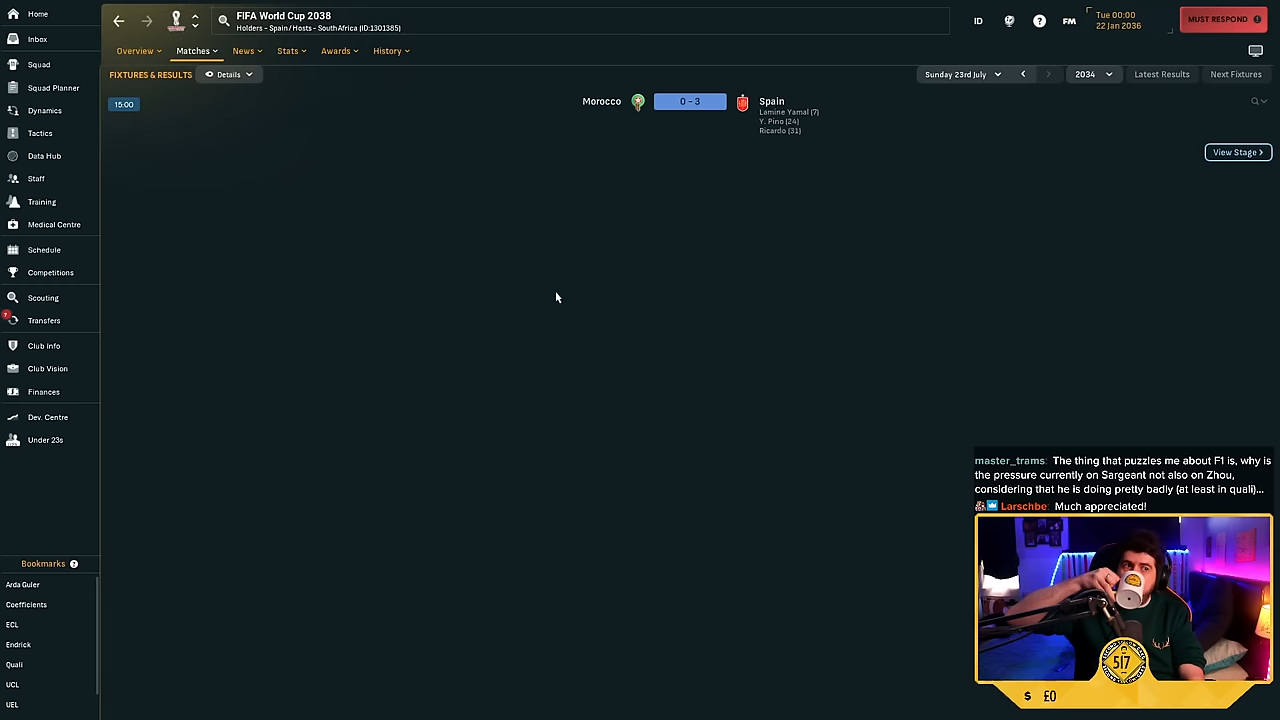 Home
FIFA World Cup 2038
Holders - Spain / Hosts - South Africa (ID:1301385)
ID
FM
Tue 00:00
22 Jan 2036
MUST RESPOND
Inbox
Overview
Matches
News
Stats
Awards
History
Squad
FIXTURES & RESULTS
Details
Sunday 23rd July
2034
Latest Results
Next Fixtures
Squad Planner
15:00
Morocco
0 - 3
Spain
Lamine Yamal (7)
Y. Pino (24)
Ricardo (31)
View Stage
Dynamics
Tactics
Data Hub
Staff
Training
Medical Centre
Schedule
Competitions
Scouting
Transfers
Club Info
Club Vision
Finances
Dev. Centre
Under 23s
Bookmarks
Arda Guler
Coefficients
ECL
Endrick
Quali
UCL
UEL
master_trams: The thing that puzzles me about F1 is, why is
the pressure currently on Sargeant not also on Zhou,
considering that he is doing pretty badly (at least in quali)...
Larschbe: Much appreciated!
517
$ £0